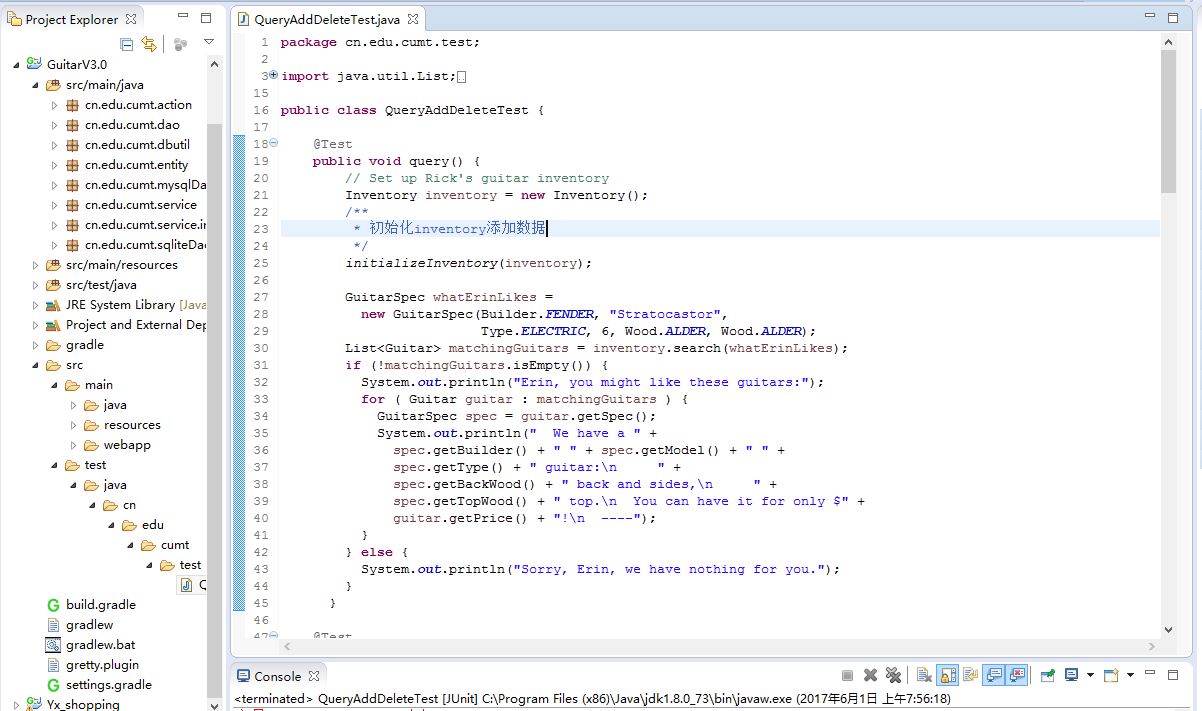 Project Explorer
GuitarV3.0
src/main/java
cn.edu.cumt.action
cn.edu.cumt.dao
cn.edu.cumt.dbutil
cn.edu.cumt.entity
cn.edu.cumt.mysqlDa
cn.edu.cumt.service
cn.edu.cumt.service.ir
cn.edu.cumt.sqliteDa
src/main/resources
src/test/java
JRE System Library [Java
Project and External Dep
gradle
src
main
java
resources
webapp
test
java
cn
edu
cumt
test
build.gradle
gradlew
gradlew.bat
gretty.plugin
settings.gradle
Yx_shopping
QueryAddDeleteTest.java
1 package cn.edu.cumt.test;
2
3 import java.util.List;
15
16 public class QueryAddDeleteTest {
17
18 @Test
19 public void query() {
20 // Set up Rick's guitar inventory
21 Inventory inventory = new Inventory();
22 /**
23 * 初始化inventory添加数据
24 */
25 initializeInventory(inventory);
26
27 GuitarSpec whatErinLikes =
28 new GuitarSpec(Builder.FENDER, "Stratocastor",
29 Type.ELECTRIC, 6, Wood.ALDER, Wood.ALDER);
30 List<Guitar> matchingGuitars = inventory.search(whatErinLikes);
31 if (!matchingGuitars.isEmpty()) {
32 System.out.println("Erin, you might like these guitars:");
33 for ( Guitar guitar : matchingGuitars ) {
34 GuitarSpec spec = guitar.getSpec();
35 System.out.println("  We have a " +
36 spec.getBuilder() + " " + spec.getModel() + " " +
37 spec.getType() + " guitar:\n     " +
38 spec.getBackWood() + " back and sides,\n     " +
39 spec.getTopWood() + " top.\n  You can have it for only $" +
40 guitar.getPrice() + "!\n  ----");
41 }
42 } else {
43 System.out.println("Sorry, Erin, we have nothing for you.");
44 }
45 }
46
47 @Test
Console
<terminated> QueryAddDeleteTest [JUnit] C:\Program Files (x86)\Java\jdk1.8.0_73\bin\javaw.exe (2017年6月1日 上午7:56:18)